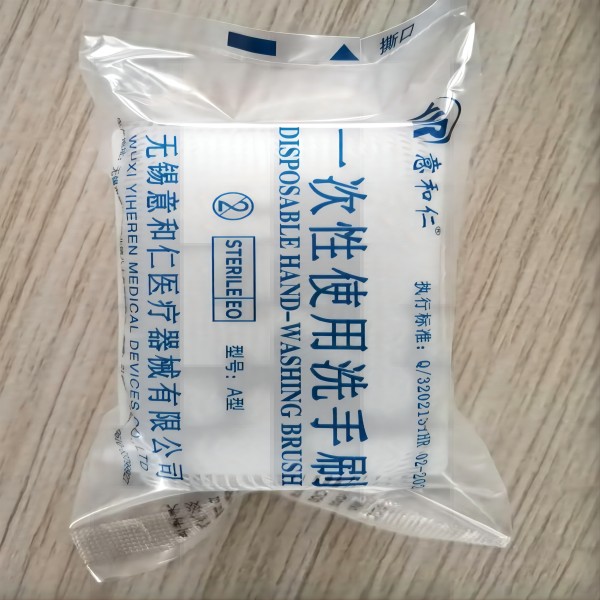 撕口
意和仁®
执行标准：Q/320215
一次性使用洗手刷
DISPOSABLE HAND-WASHING BRUSH
2
STERILE EO
型号：A型
无锡意和仁医疗器械有限公司
WUXI YIHEREN MEDICAL DEVICES CO.,LTD